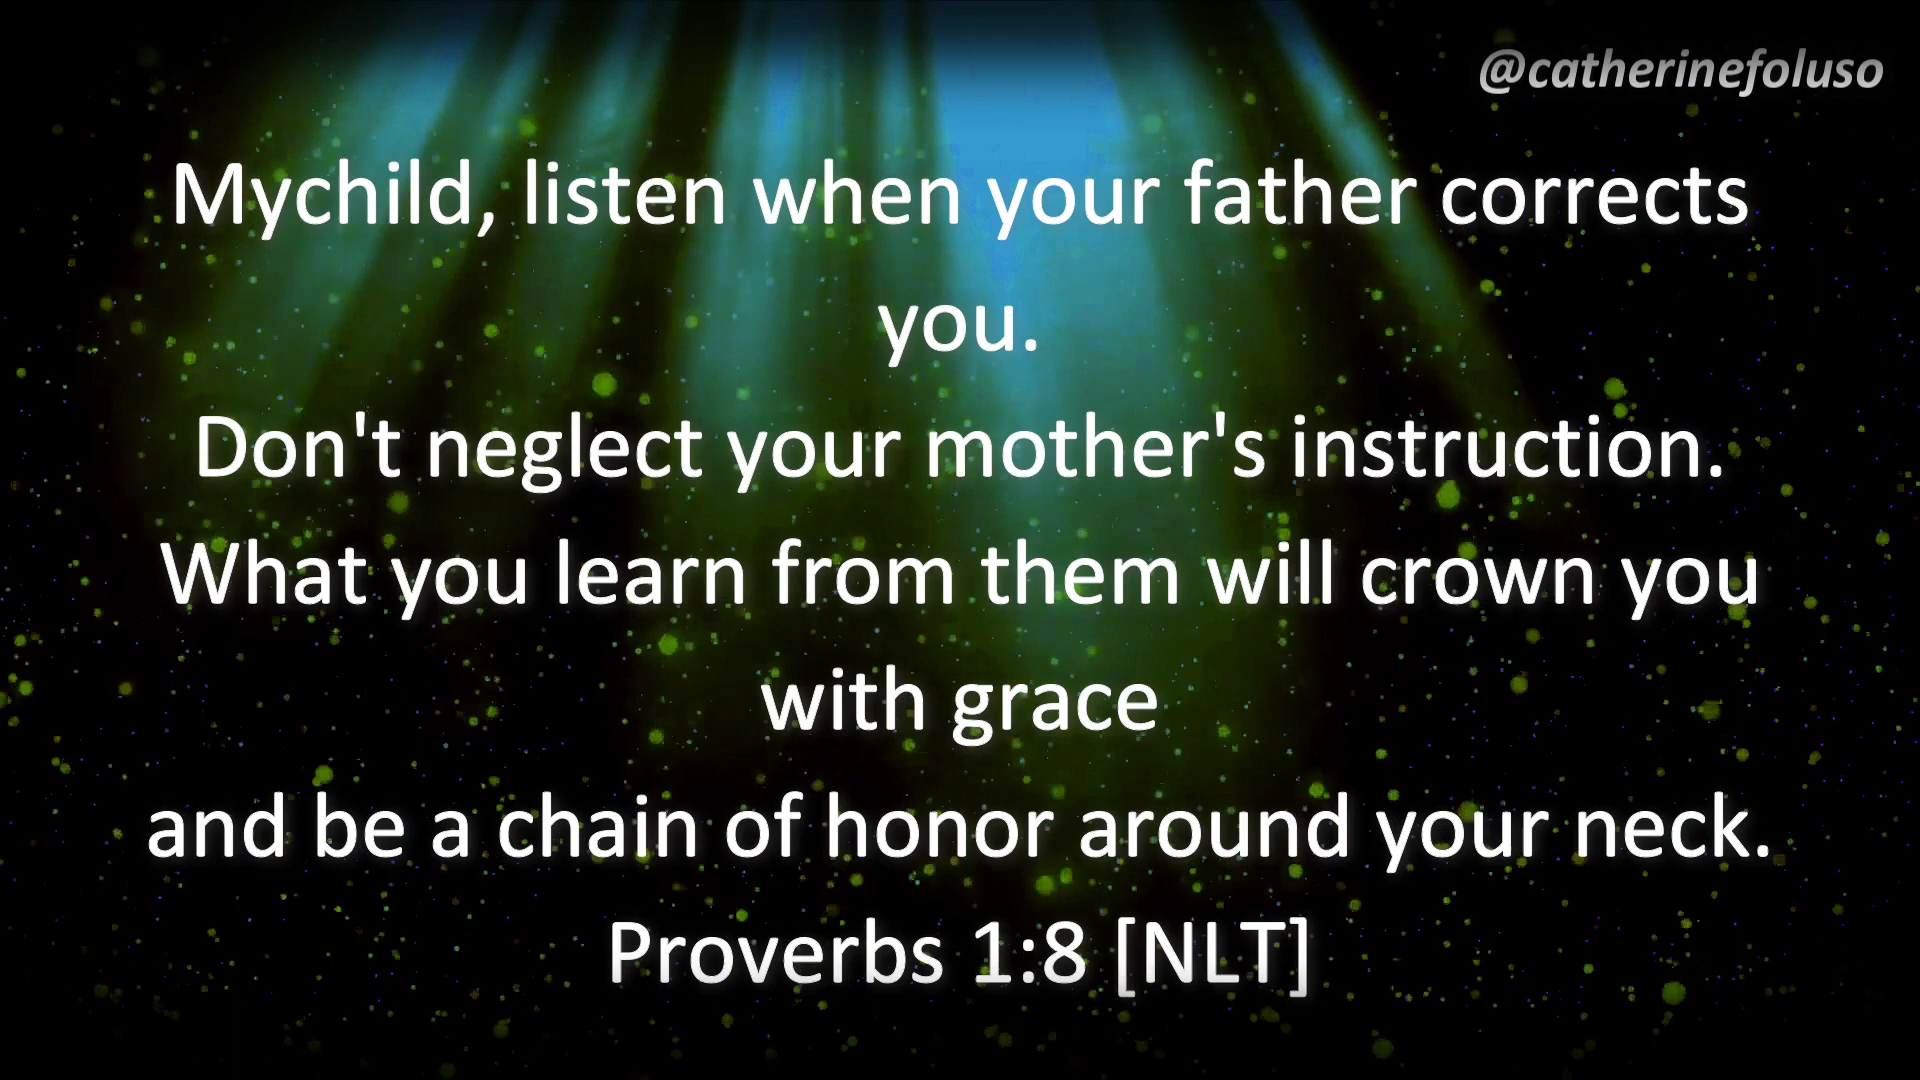 @catherinefoluso
Mychild, listen when your father corrects
you.
Don't neglect your mother's instruction.
What you learn from them will crown you
with grace
and be a chain of honor around your neck.
Proverbs 1:8 [NLT]